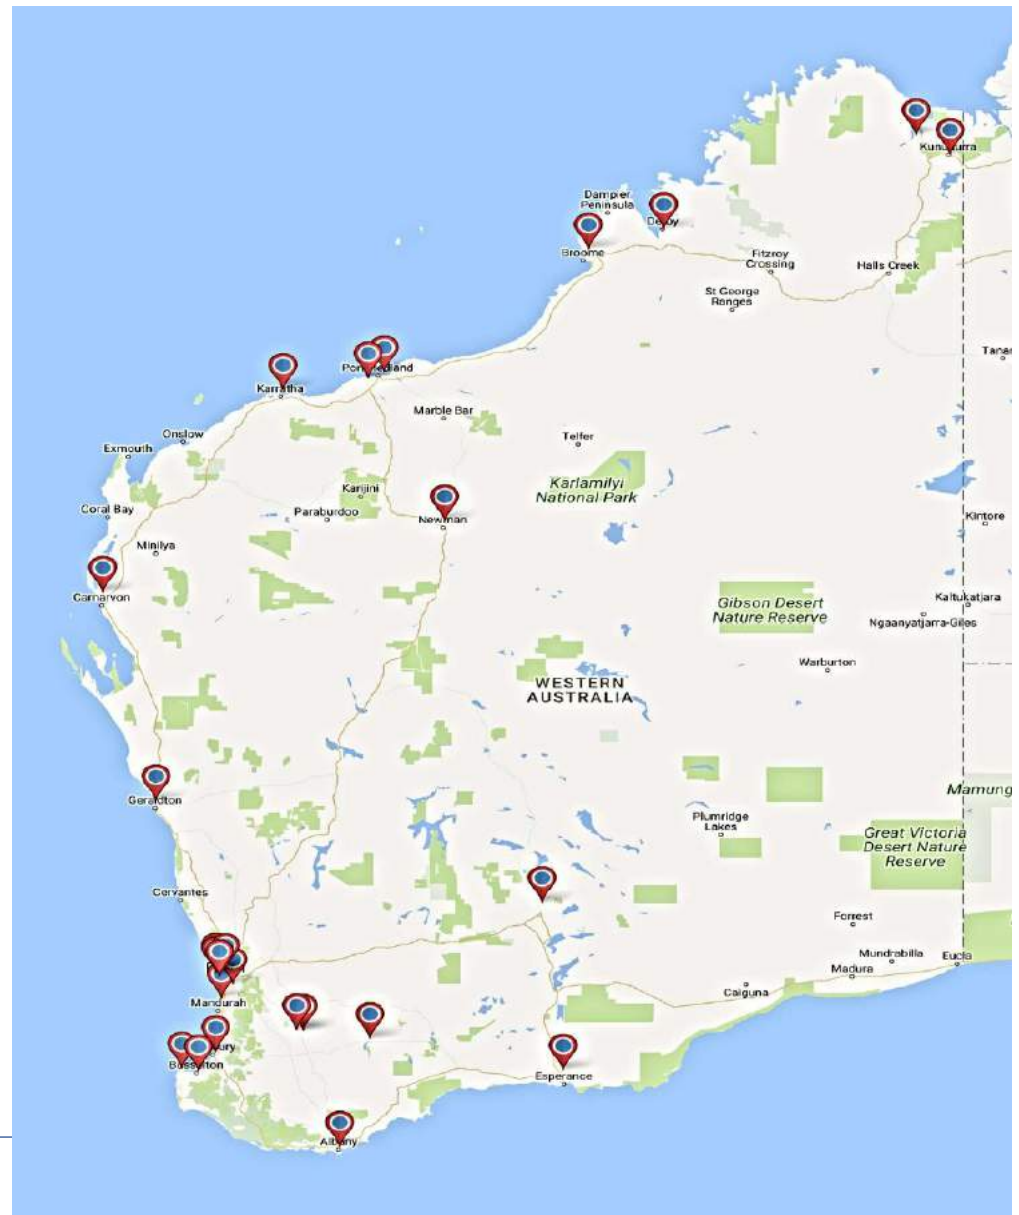 Kununurra
Dampier
Peninsula
Derby
Broome
Fitzroy
Crossing
Halls Creek
St George
Ranges
Tanar
Port Hedland
Karratha
Marble Bar
Onslow
Telfer
Exmouth
Karijini
Karlamilyi
National Park
Coral Bay
Paraburdoo
Newman
Kintore
Minilya
Carnarvon
Kaltukatjara
Gibson Desert
Nature Reserve
Ngaanyatjarra-Giles
Warburton
WESTERN
AUSTRALIA
Mamung
Geraldton
Plumridge
Lakes
Great Victoria
Desert Nature
Reserve
Cervantes
Forrest
Mundrabilla
Eucla
Madura
Caiguna
Mandurah
Busselton
Esperance
Albany